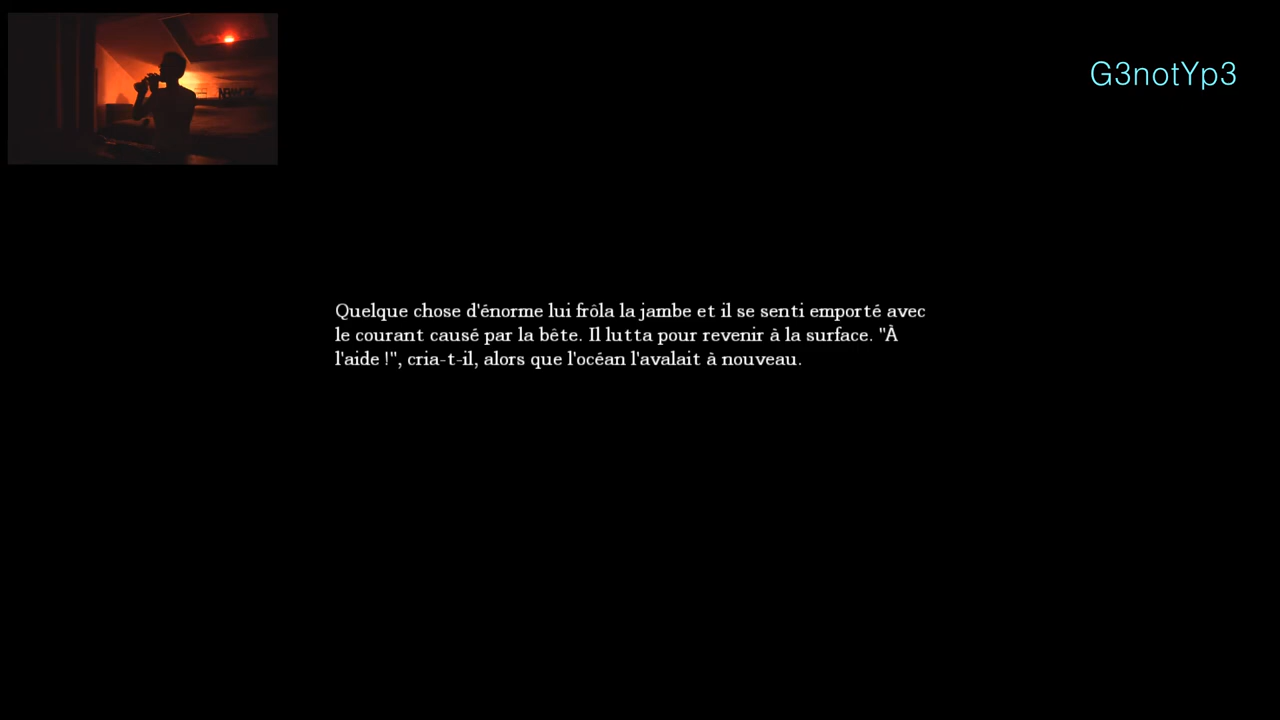 G3notYp3
Quelque chose d'énorme lui frôla la jambe et il se senti emporté avec
le courant causé par la bête. Il lutta pour revenir à la surface. "À
l'aide !", cria-t-il, alors que l'océan l'avalait à nouveau.